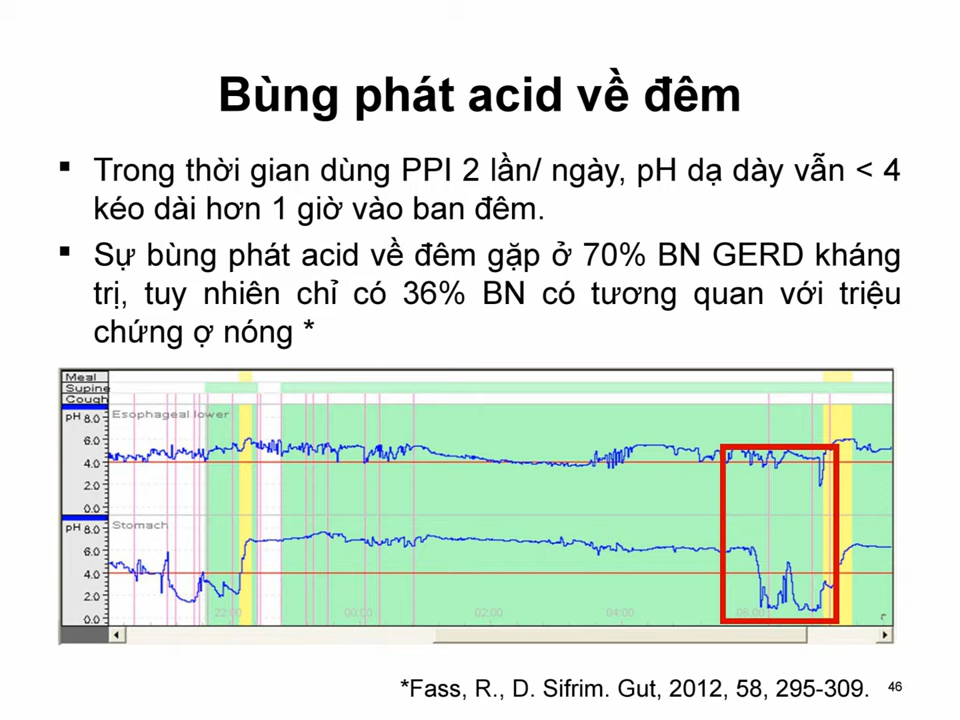 Bùng phát acid về đêm
Trong thời gian dùng PPI 2 lần/ ngày, pH dạ dày vẫn < 4
kéo dài hơn 1 giờ vào ban đêm.
Sự bùng phát acid về đêm gặp ở 70% BN GERD kháng
trị, tuy nhiên chỉ có 36% BN có tương quan với triệu
chứng ợ nóng *
Meal
Supine
Cough
pH 8.0 Esophageal lower
6.0
4.0
2.0
0.0
pH 8.0 Stomach
6.0
4.0
2.0
0.0 22:00 00:00 02:00 04:00 06:00
*Fass, R., D. Sifrim. Gut, 2012, 58, 295-309. 46